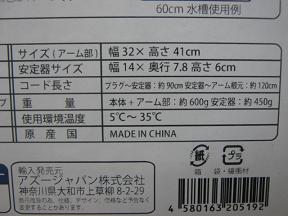 60cm 水槽使用例
サイズ(アーム部) 幅 32× 高さ 41cm
安定器サイズ 幅 14× 奥行 7.8 高さ 6cm
コード長さ プラグ〜安定器：約 90cm 安定器〜アーム根元：約 120cm
重量 本体＋アーム部：約 600g 安定器：約 450g
使用環境温度 5℃〜 35℃
原産国 MADE IN CHINA
輸入発売元
アズージャパン株式会社
神奈川県大和市上草柳 8-2-29
紙
プラ
箱 袋・緩衝材
4 580163 205192